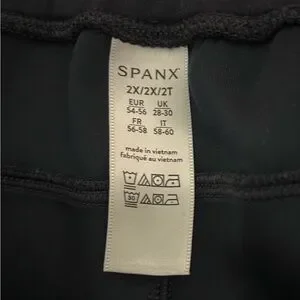 SPANX
2X/2X/2T
EUR UK
54-56 28-30
FR IT
56-58 58-60
made in vietnam
fabriqué au vietnam
30